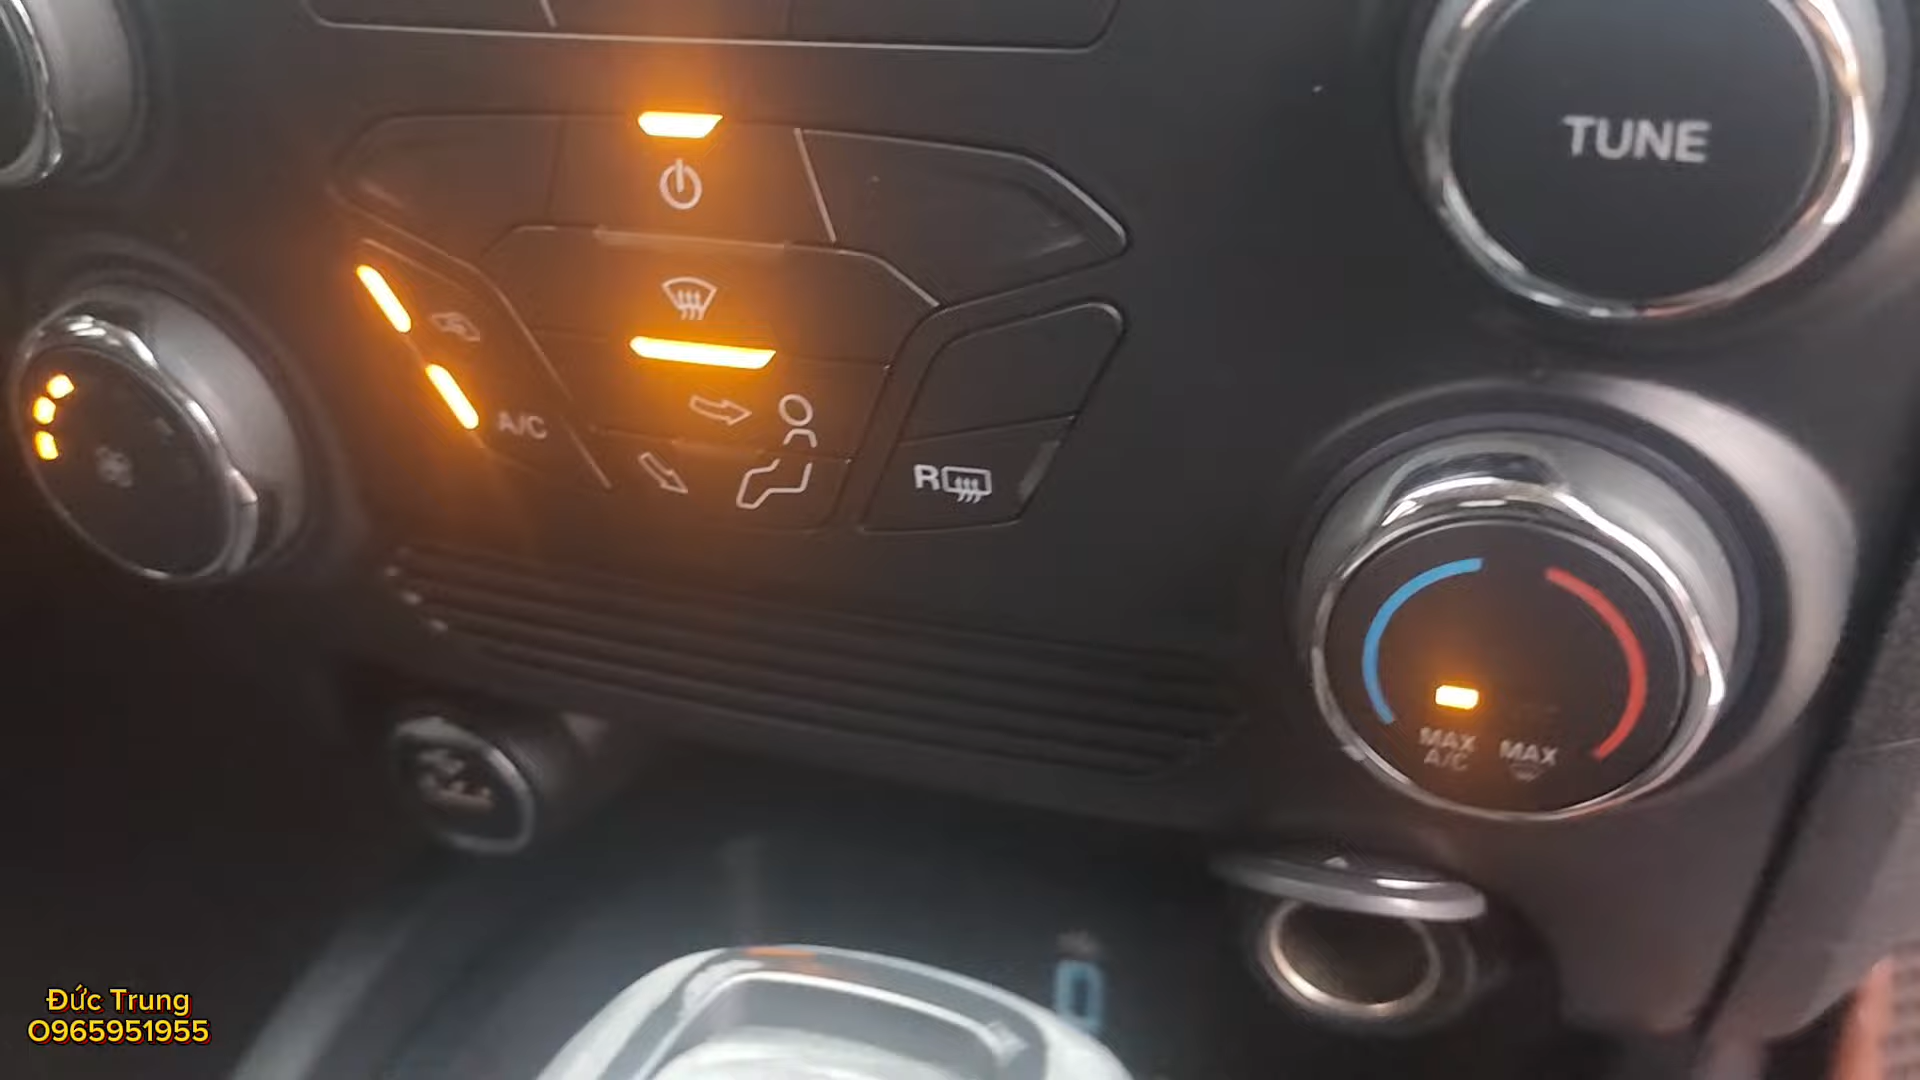 TUNE
A/C
R
MAX
A/C
MAX
Đức Trung
0965951955